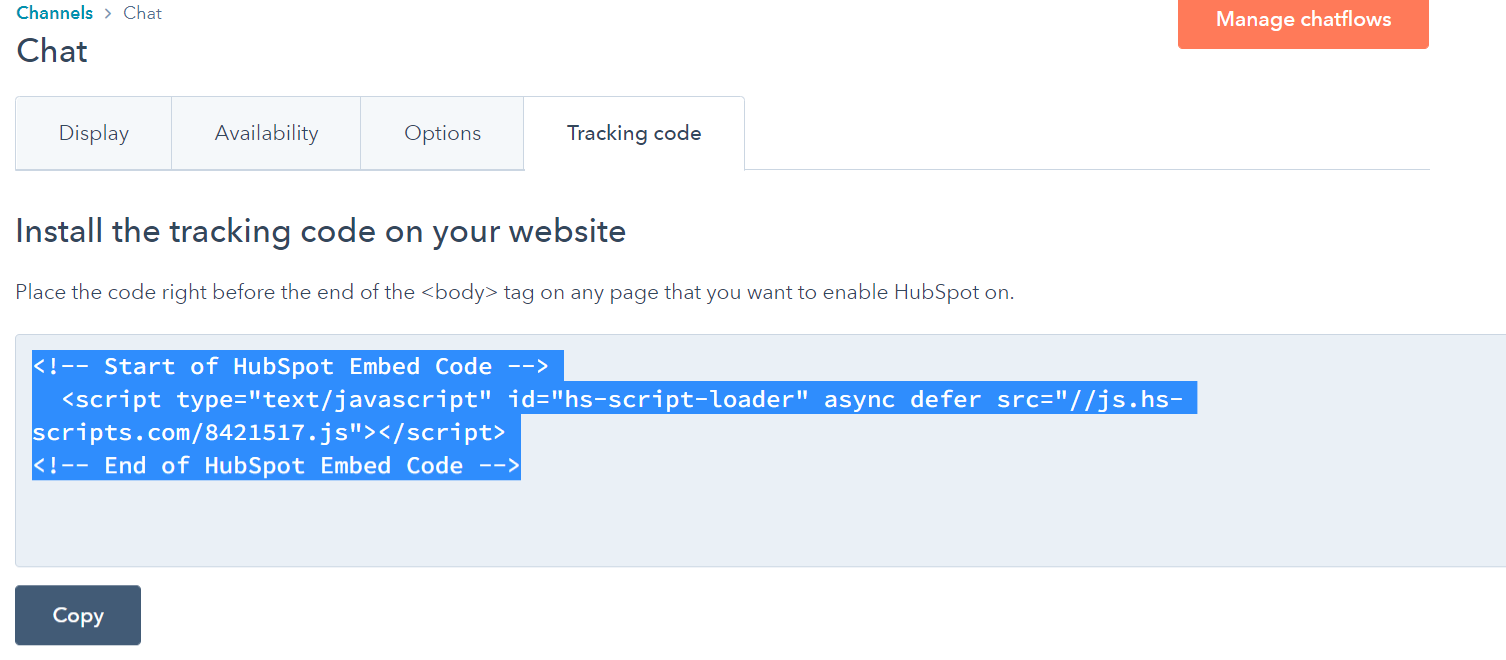 Channels > Chat
Manage chatflows
Chat
Display
Availability
Options
Tracking code
Install the tracking code on your website
Place the code right before the end of the <body> tag on any page that you want to enable HubSpot on.
<!-- Start of HubSpot Embed Code -->
<script type="text/javascript" id="hs-script-loader" async defer src="//js.hs-
scripts.com/8421517.js"></script>
<!-- End of HubSpot Embed Code -->
Copy